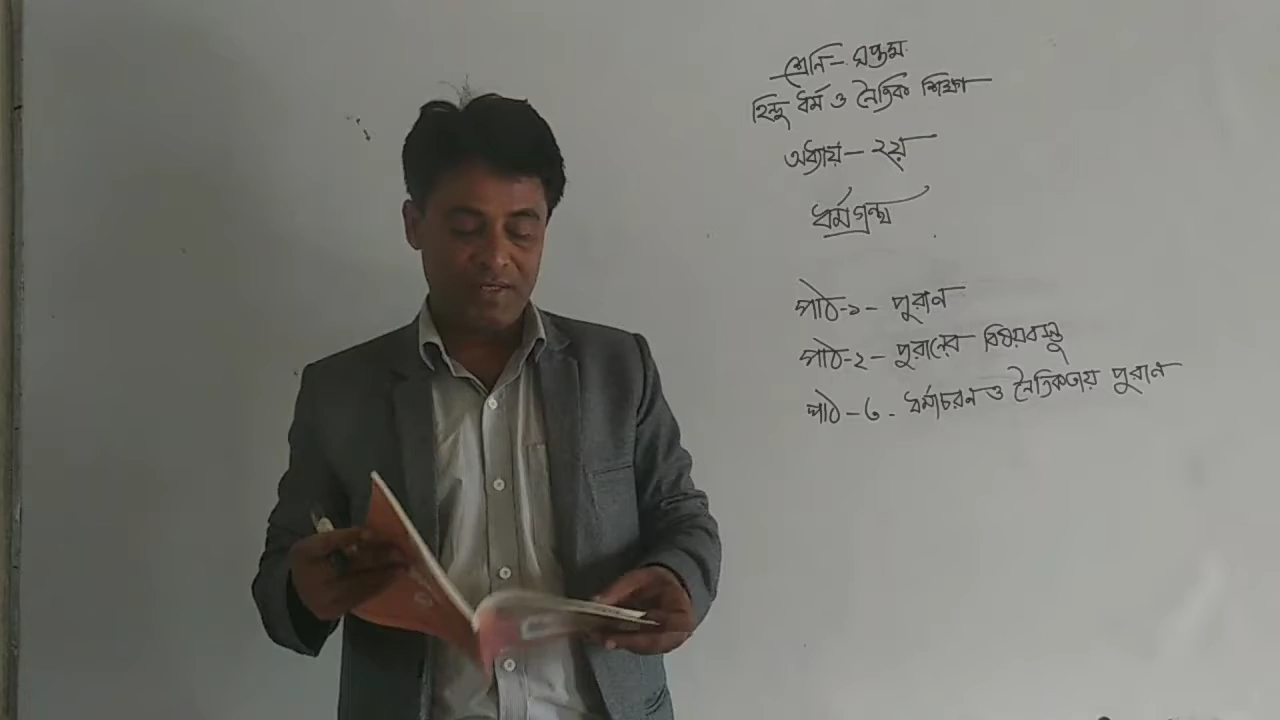 শ্রেনি- সপ্তম
হিন্দু ধর্ম ও নৈতিক শিক্ষা
অধ্যায় - ২য়
ধর্মগ্রন্থ
পাঠ-১- পুরান
পাঠ-২- পুরানের বিষয়বস্তু
পাঠ-৩- ধর্মাচরন ও নৈতিকতায় পুরান